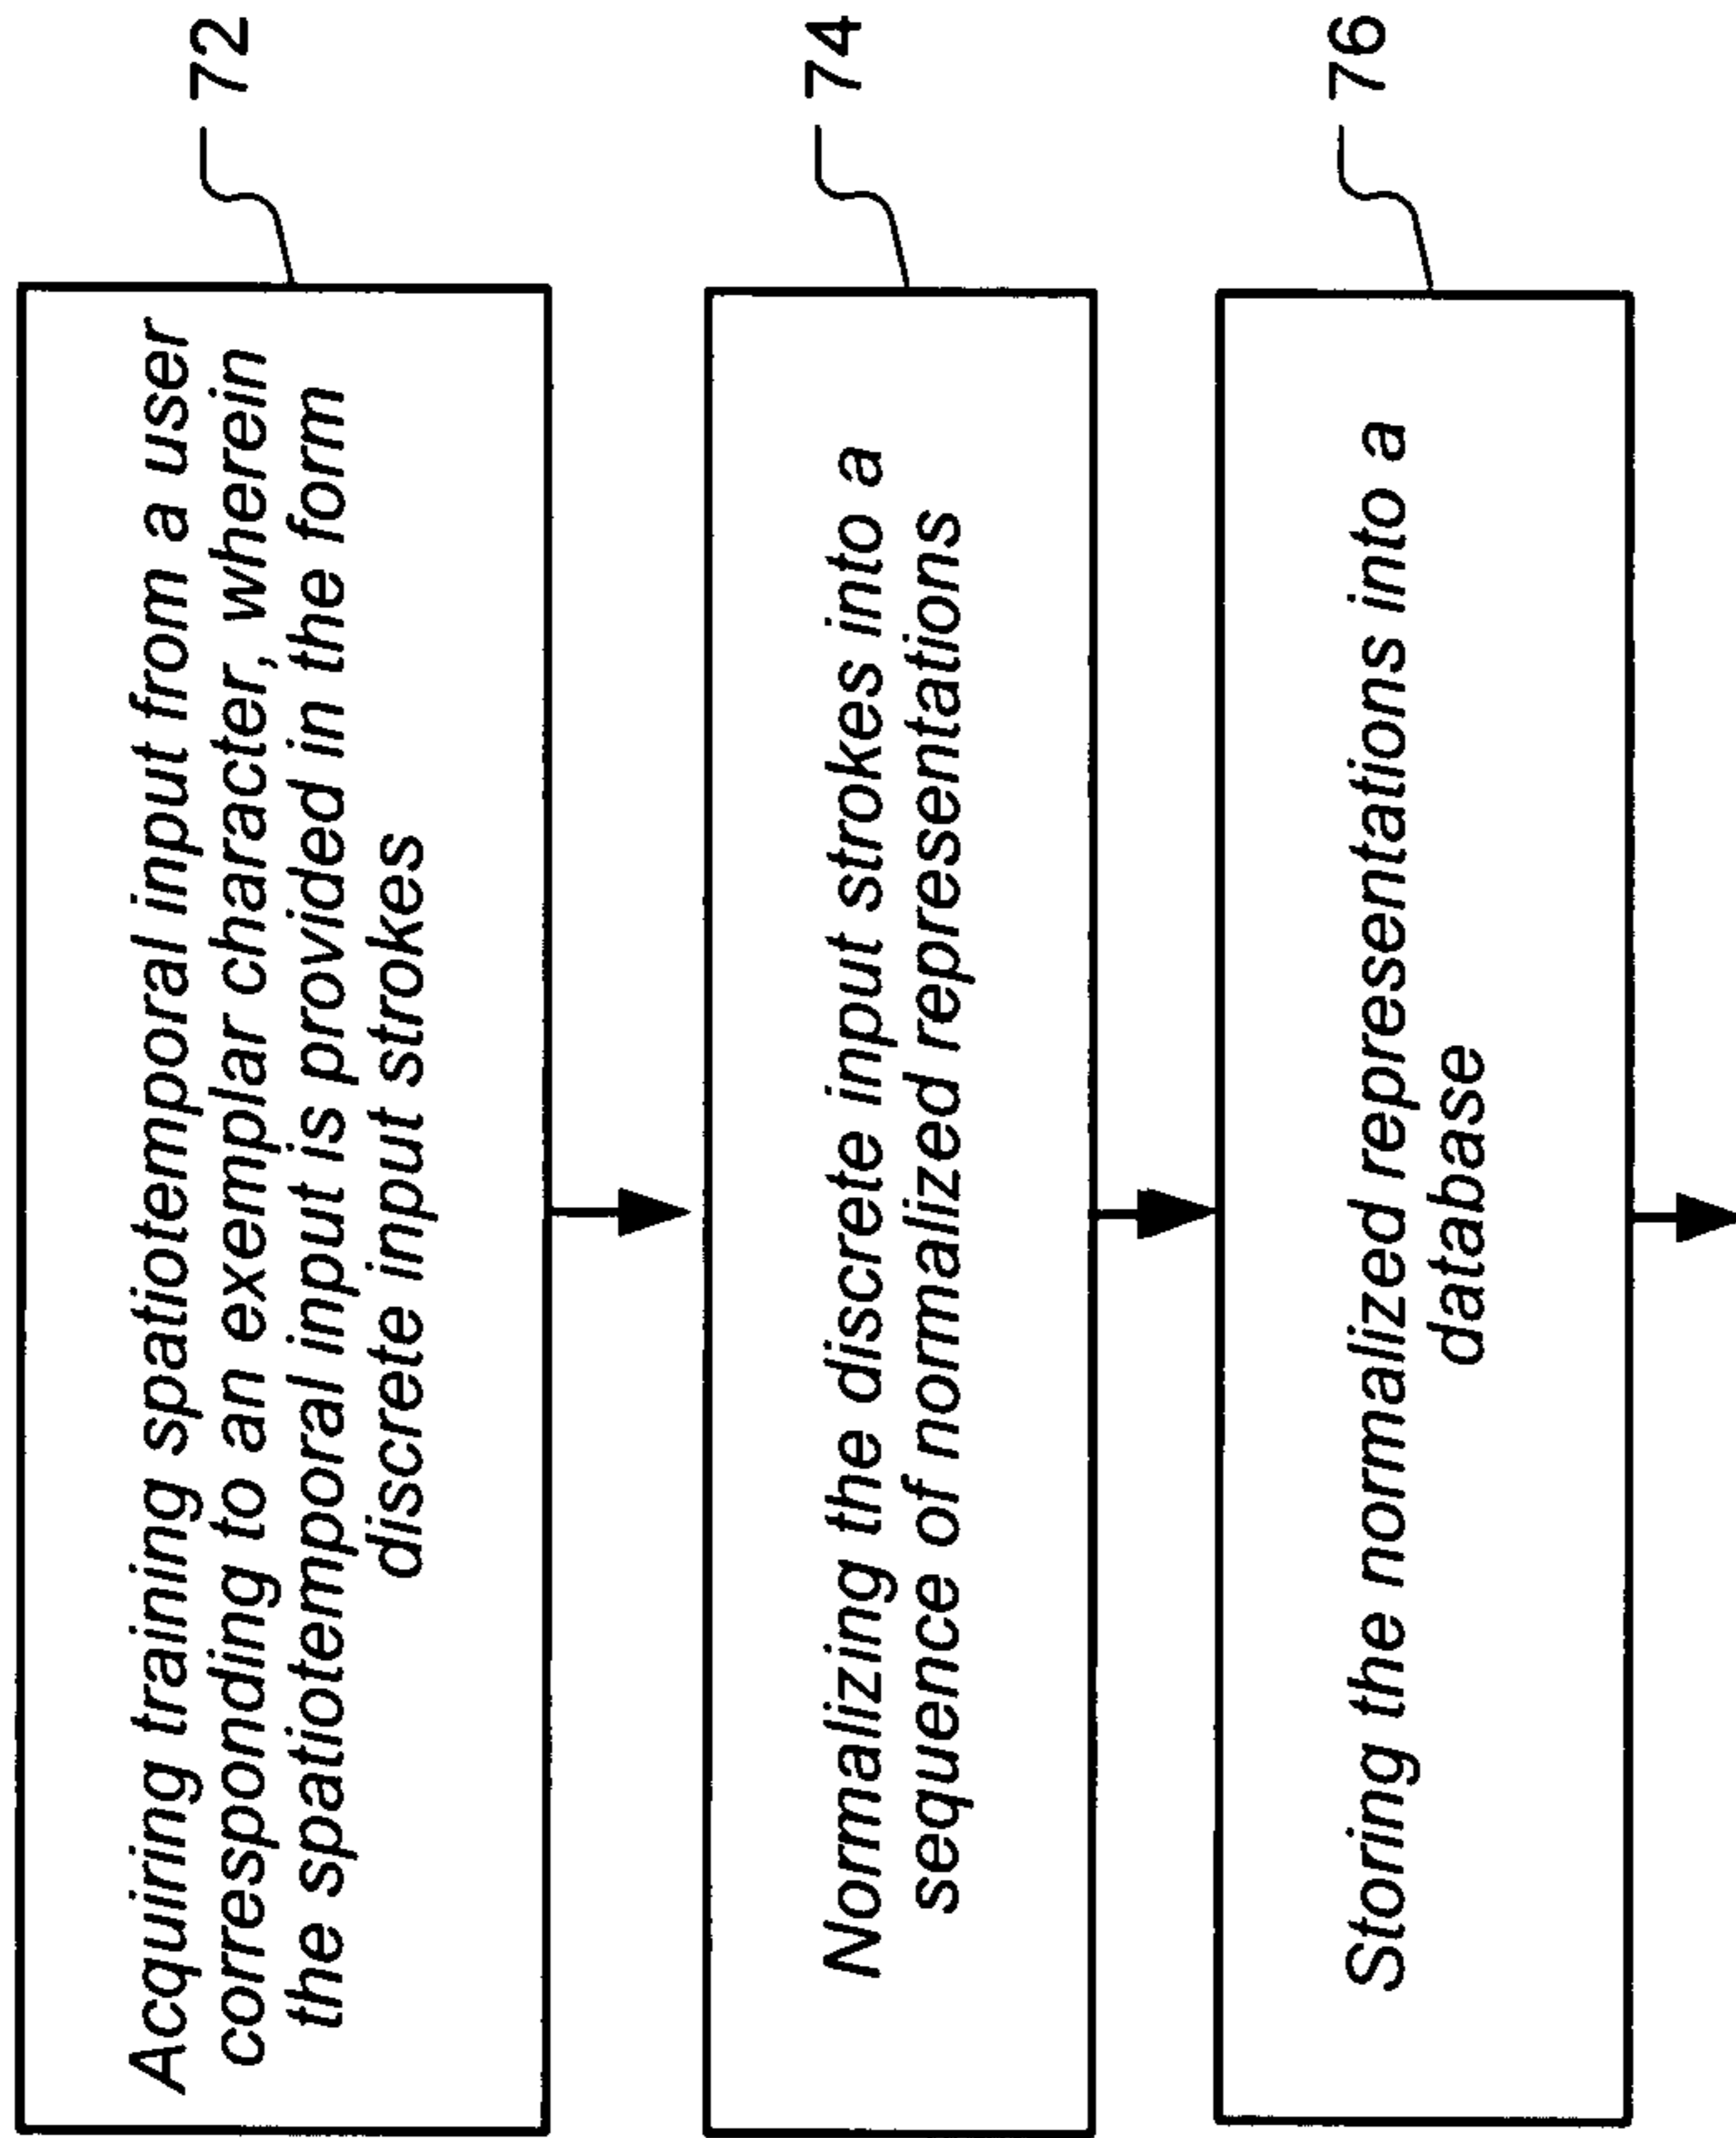 Acquiring training spatiotemporal input from a user
corresponding to an exemplar character, wherein
the spatiotemporal input is provided in the form
discrete input strokes
72
Normalizing the discrete input strokes into a
sequence of normalized representations
74
Storing the normalized representations into a
database
76